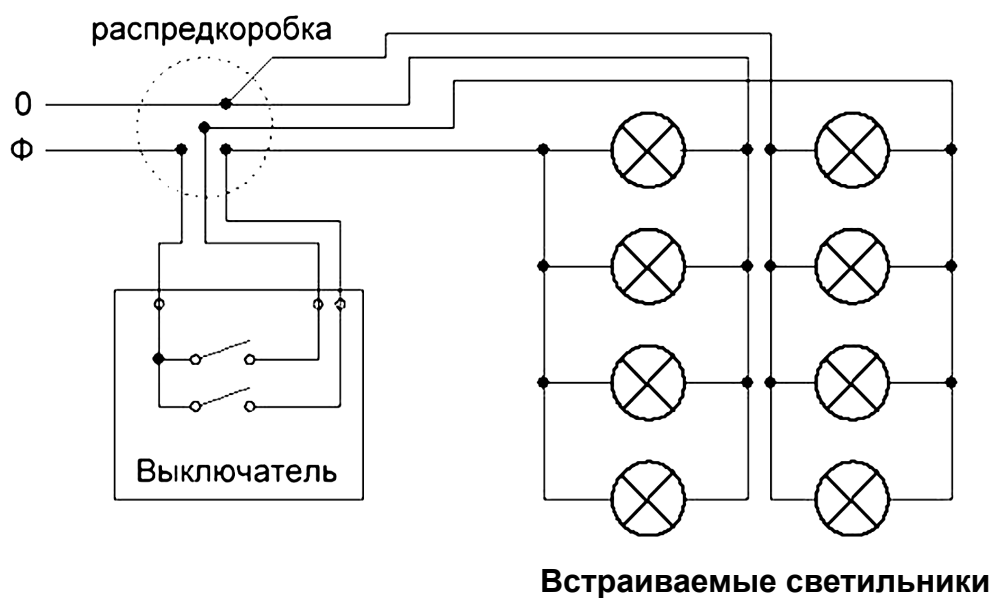 распредкоробка
0
Ф
Выключатель
Встраиваемые светильники